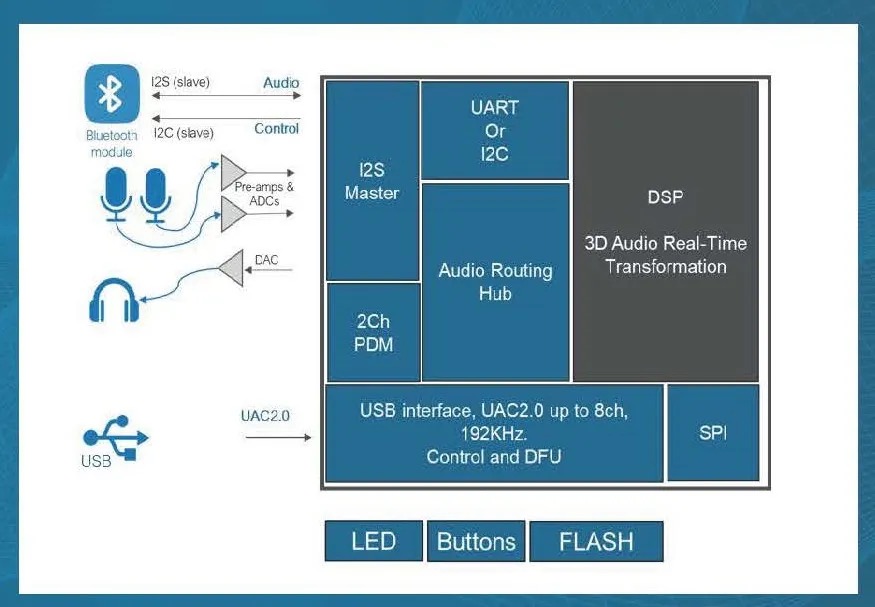 I2S (slave)
Audio
Bluetooth
module
I2C (slave)
Control
Pre-amps &
ADCs
DAC
UAC2.0
USB
I2S
Master
UART
Or
I2C
DSP
3D Audio Real-Time
Transformation
Audio Routing
Hub
2Ch
PDM
USB interface, UAC2.0 up to 8ch,
192KHz.
Control and DFU
SPI
LED
Buttons
FLASH